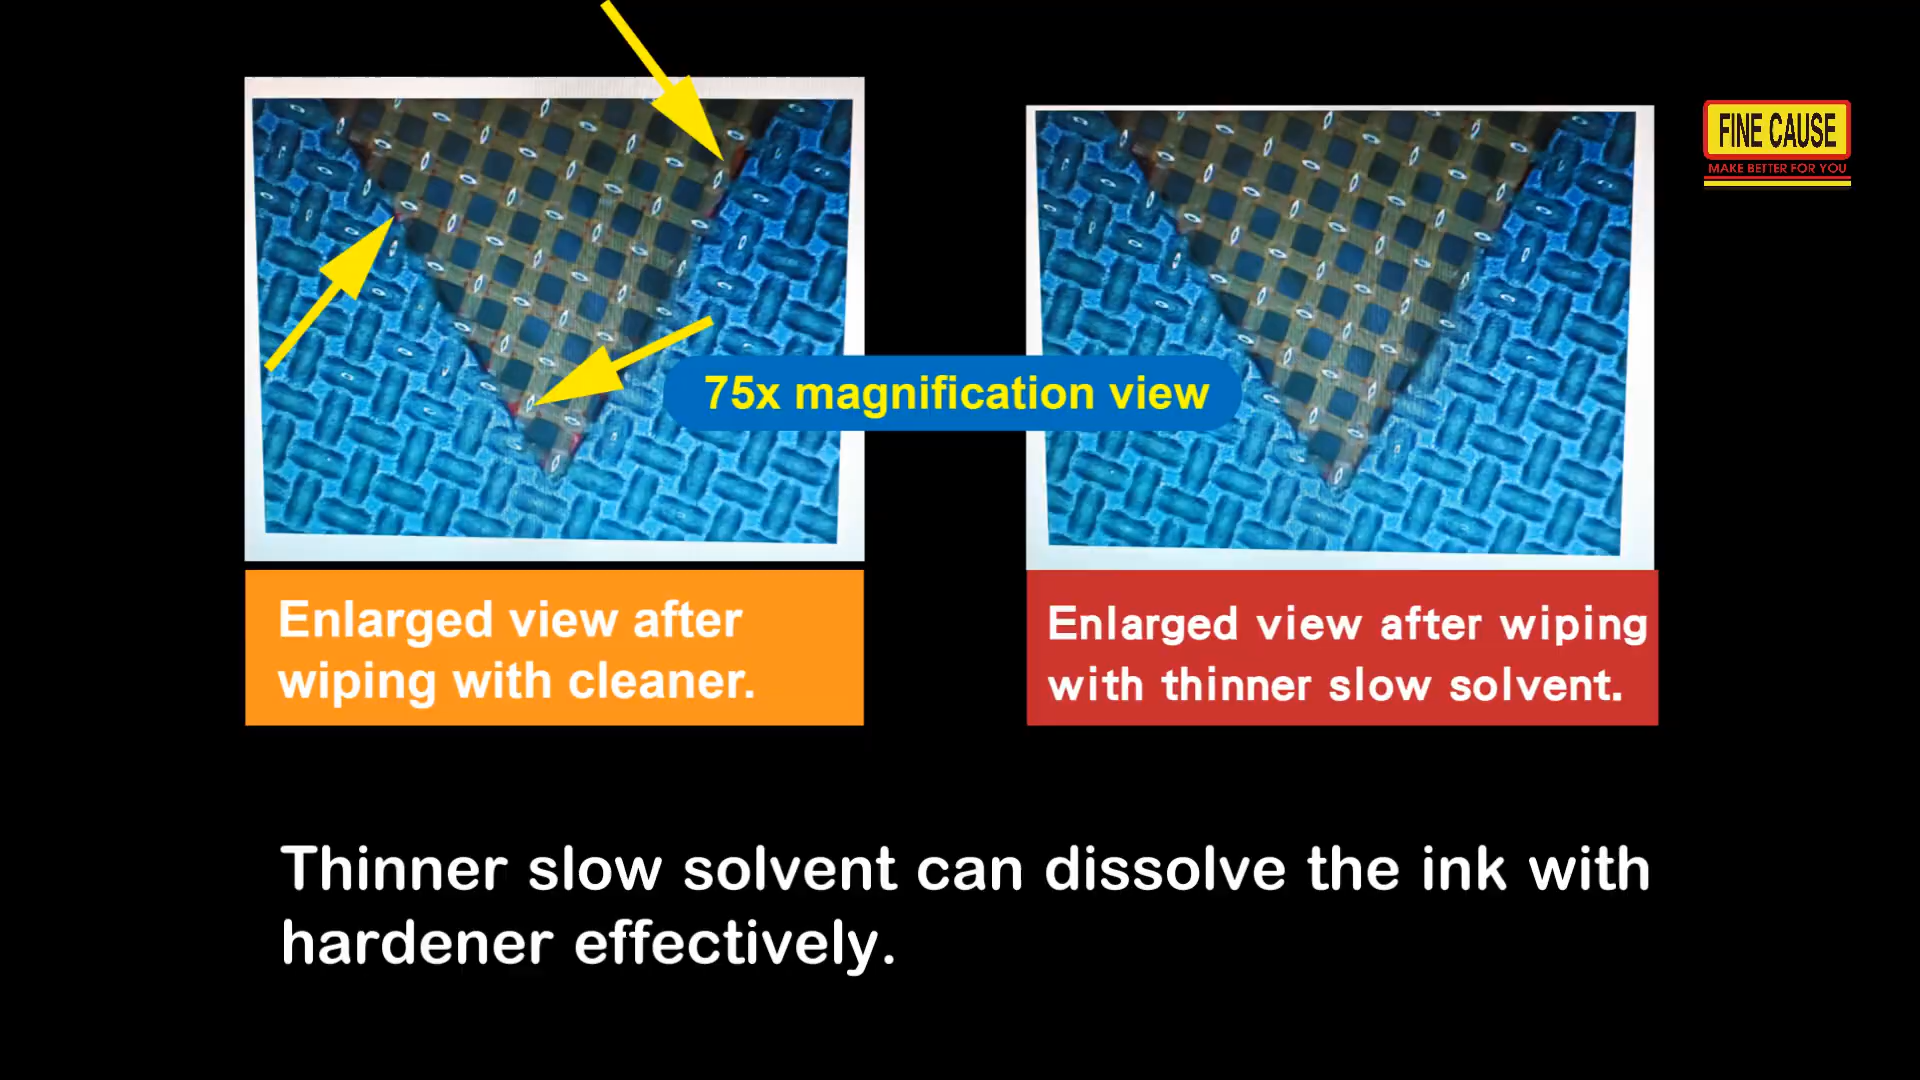 FINE CAUSE
MAKE BETTER FOR YOU
75x magnification view
Enlarged view after
wiping with cleaner.
Enlarged view after wiping
with thinner slow solvent.
Thinner slow solvent can dissolve the ink with
hardener effectively.